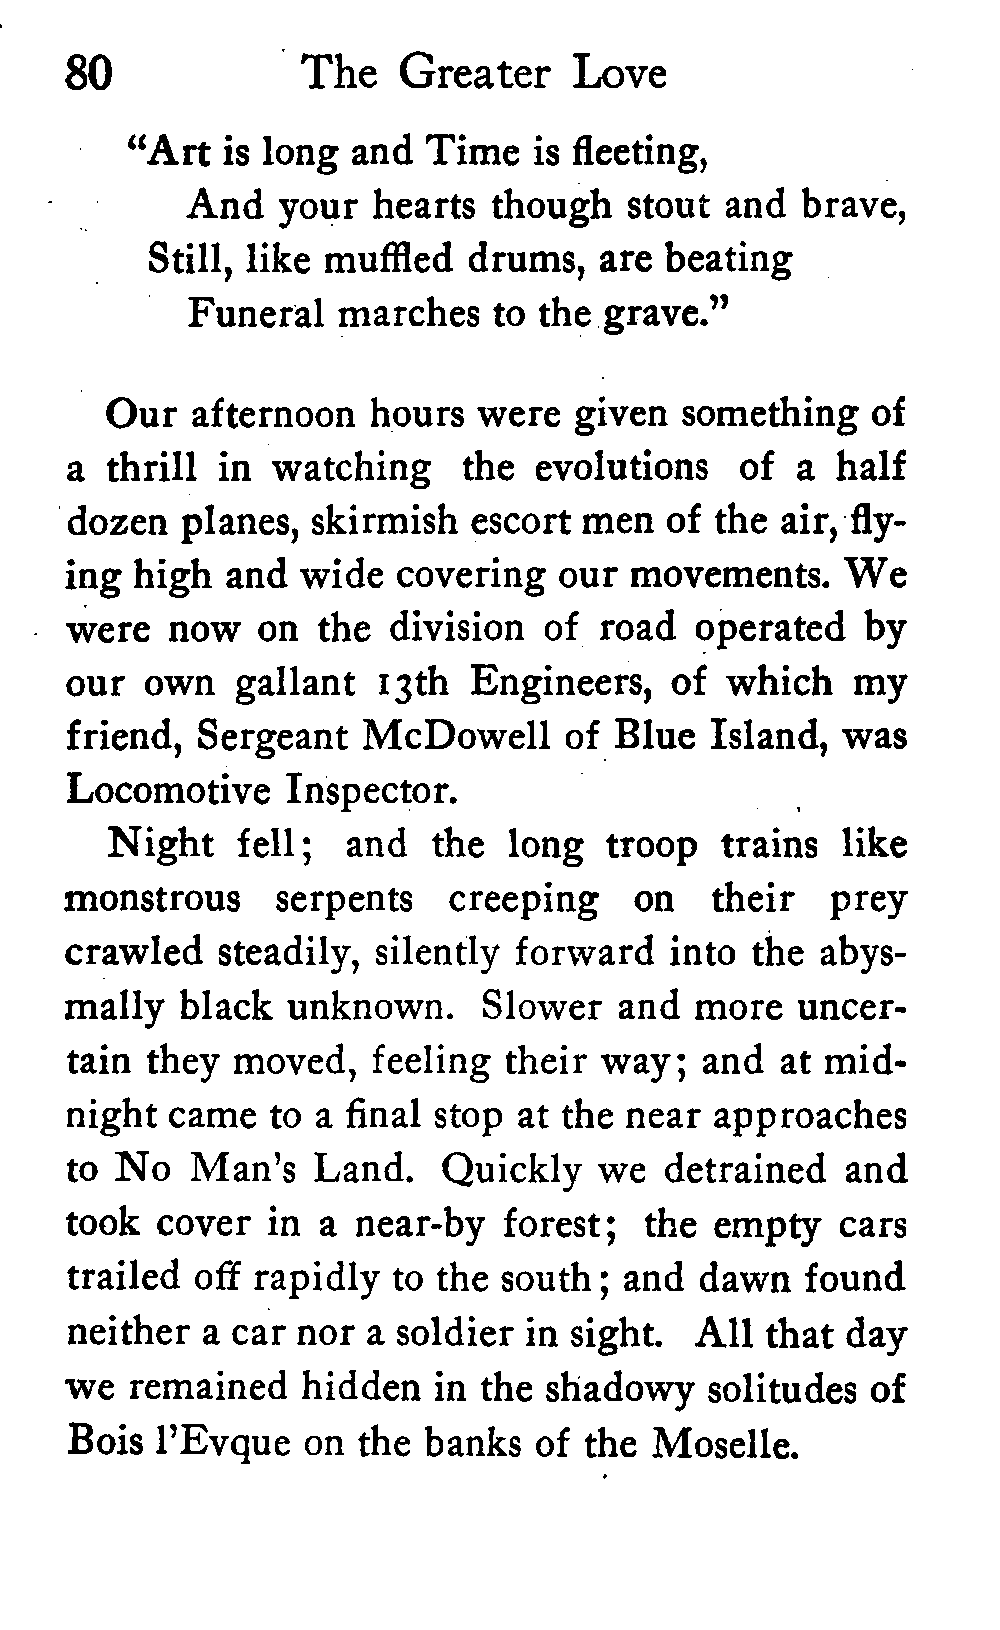 80 The Greater Love
“Art is long and Time is fleeting,
And your hearts though stout and brave,
Still, like muffled drums, are beating
Funeral marches to the grave.”
Our afternoon hours were given something of
a thrill in watching the evolutions of a half
dozen planes, skirmish escort men of the air, fly-
ing high and wide covering our movements. We
were now on the division of road operated by
our own gallant 13th Engineers, of which my
friend, Sergeant McDowell of Blue Island, was
Locomotive Inspector.
Night fell; and the long troop trains like
monstrous serpents creeping on their prey
crawled steadily, silently forward into the abys-
mally black unknown. Slower and more uncer-
tain they moved, feeling their way; and at mid-
night came to a final stop at the near approaches
to No Man's Land. Quickly we detrained and
took cover in a near-by forest; the empty cars
trailed off rapidly to the south; and dawn found
neither a car nor a soldier in sight. All that day
we remained hidden in the shadowy solitudes of
Bois l'Evque on the banks of the Moselle.